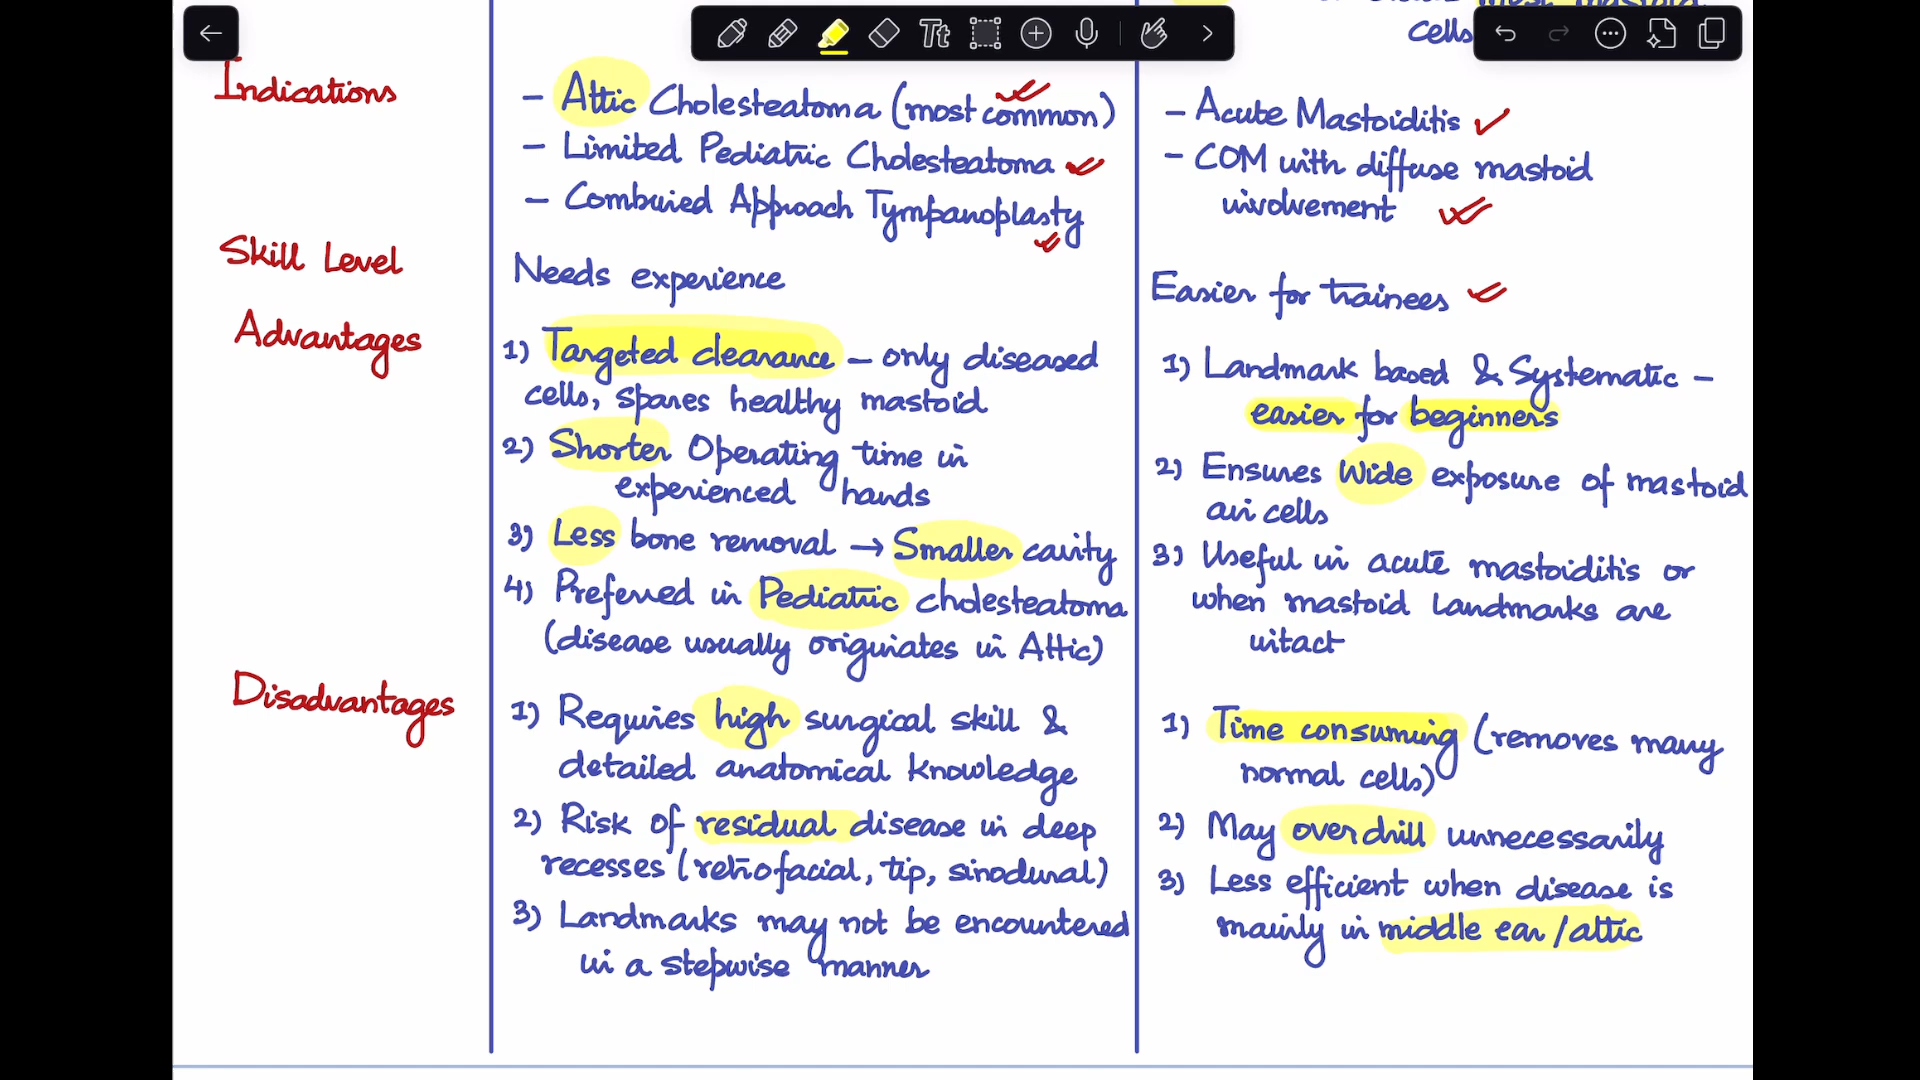 cells
Indications
- Attic Cholesteatoma (most common)
- Limited Pediatric Cholesteatoma
- Combined Approach Tympanoplasty
- Acute Mastoiditis
- COM with diffuse mastoid
involvement
Skill Level
Needs experience
Easier for trainees
Advantages
1) Targeted clearance - only diseased
cells, spares healthy mastoid
2) Shorter Operating time in
experienced hands
3) Less bone removal → Smaller cavity
4) Preferred in Pediatric cholesteatoma
(disease usually originates in Attic)
1) Landmark based & Systematic -
easier for beginners
2) Ensures Wide exposure of mastoid
air cells
3) Useful in acute mastoiditis or
when mastoid landmarks are
intact
Disadvantages
1) Requires high surgical skill &
detailed anatomical knowledge
2) Risk of residual disease in deep
recesses (retrofacial, tip, sinodural)
3) Landmarks may not be encountered
in a stepwise manner
1) Time consuming (removes many
normal cells)
2) May overdrill unnecessarily
3) Less efficient when disease is
mainly in middle ear/attic
Tt